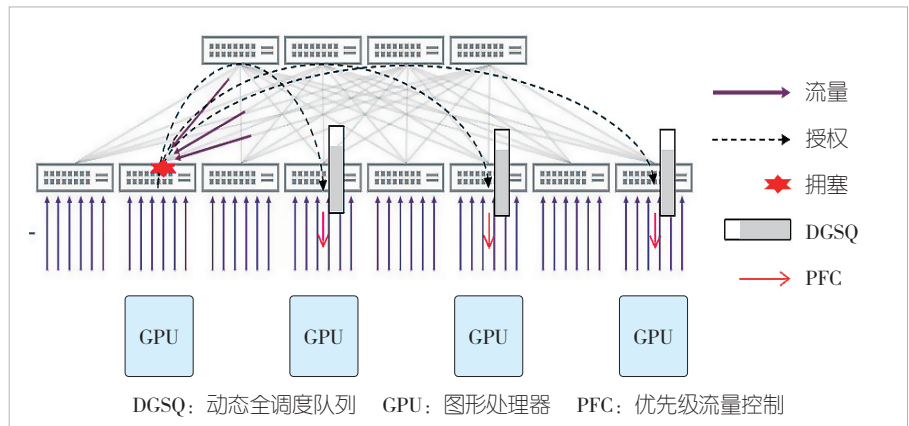 流量
授权
拥塞
DGSQ
PFC
GPU GPU GPU GPU
DGSQ：动态全调度队列 GPU：图形处理器 PFC：优先级流量控制